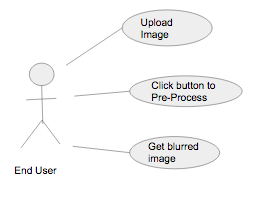 Upload
Image
Click button to
Pre-Process
Get blurred
image
End User